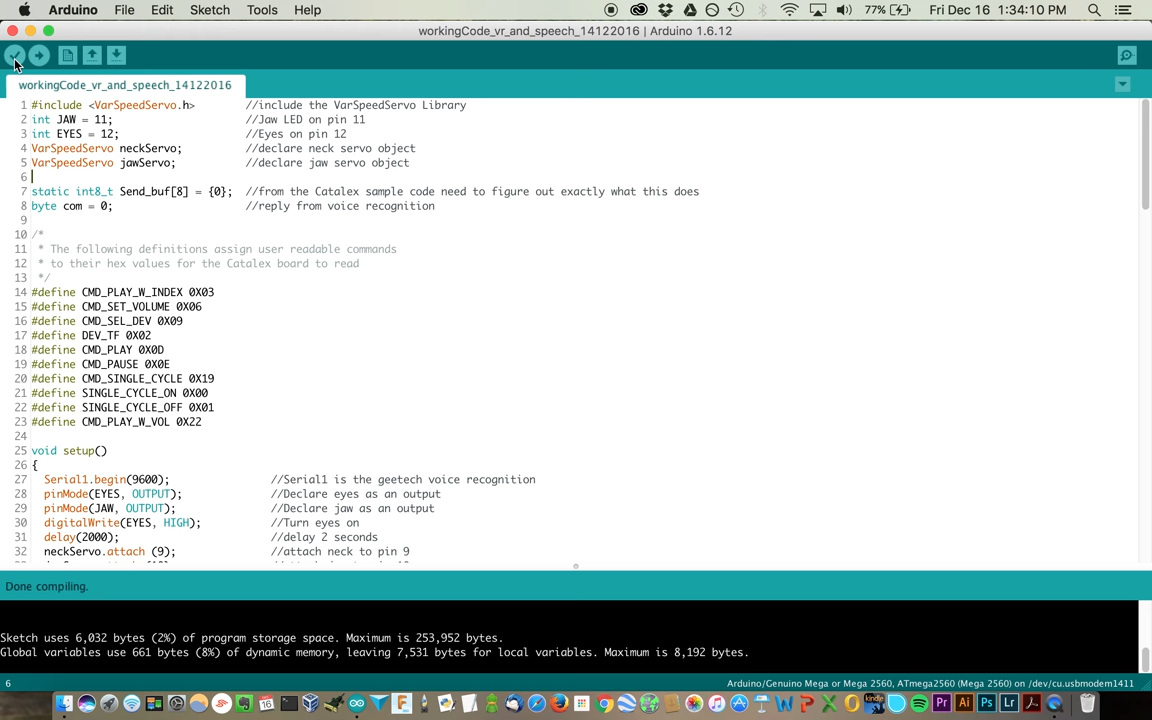 Arduino File Edit Sketch Tools Help 77% Fri Dec 16 1:34:10 PM
workingCode_vr_and_speech_14122016 | Arduino 1.6.12
workingCode_vr_and_speech_14122016
1 #include <VarSpeedServo.h> //include the VarSpeedServo Library
2 int JAW = 11; //Jaw LED on pin 11
3 int EYES = 12; //Eyes on pin 12
4 VarSpeedServo neckServo; //declare neck servo object
5 VarSpeedServo jawServo; //declare jaw servo object
6
7 static int8_t Send_buf[8] = {0}; //from the Catalex sample code need to figure out exactly what this does
8 byte com = 0; //reply from voice recognition
9
10 /*
11 * The following definitions assign user readable commands
12 * to their hex values for the Catalex board to read
13 */
14 #define CMD_PLAY_W_INDEX 0X03
15 #define CMD_SET_VOLUME 0X06
16 #define CMD_SEL_DEV 0X09
17 #define DEV_TF 0X02
18 #define CMD_PLAY 0X0D
19 #define CMD_PAUSE 0X0E
20 #define CMD_SINGLE_CYCLE 0X19
21 #define SINGLE_CYCLE_ON 0X00
22 #define SINGLE_CYCLE_OFF 0X01
23 #define CMD_PLAY_W_VOL 0X22
24
25 void setup()
26 {
27 Serial1.begin(9600); //Serial1 is the geetech voice recognition
28 pinMode(EYES, OUTPUT); //Declare eyes as an output
29 pinMode(JAW, OUTPUT); //Declare jaw as an output
30 digitalWrite(EYES, HIGH); //Turn eyes on
31 delay(2000); //delay 2 seconds
32 neckServo.attach (9); //attach neck to pin 9
Done compiling.
Sketch uses 6,032 bytes (2%) of program storage space. Maximum is 253,952 bytes.
Global variables use 661 bytes (8%) of dynamic memory, leaving 7,531 bytes for local variables. Maximum is 8,192 bytes.
6 Arduino/Genuino Mega or Mega 2560, ATmega2560 (Mega 2560) on /dev/cu.usbmodem1411